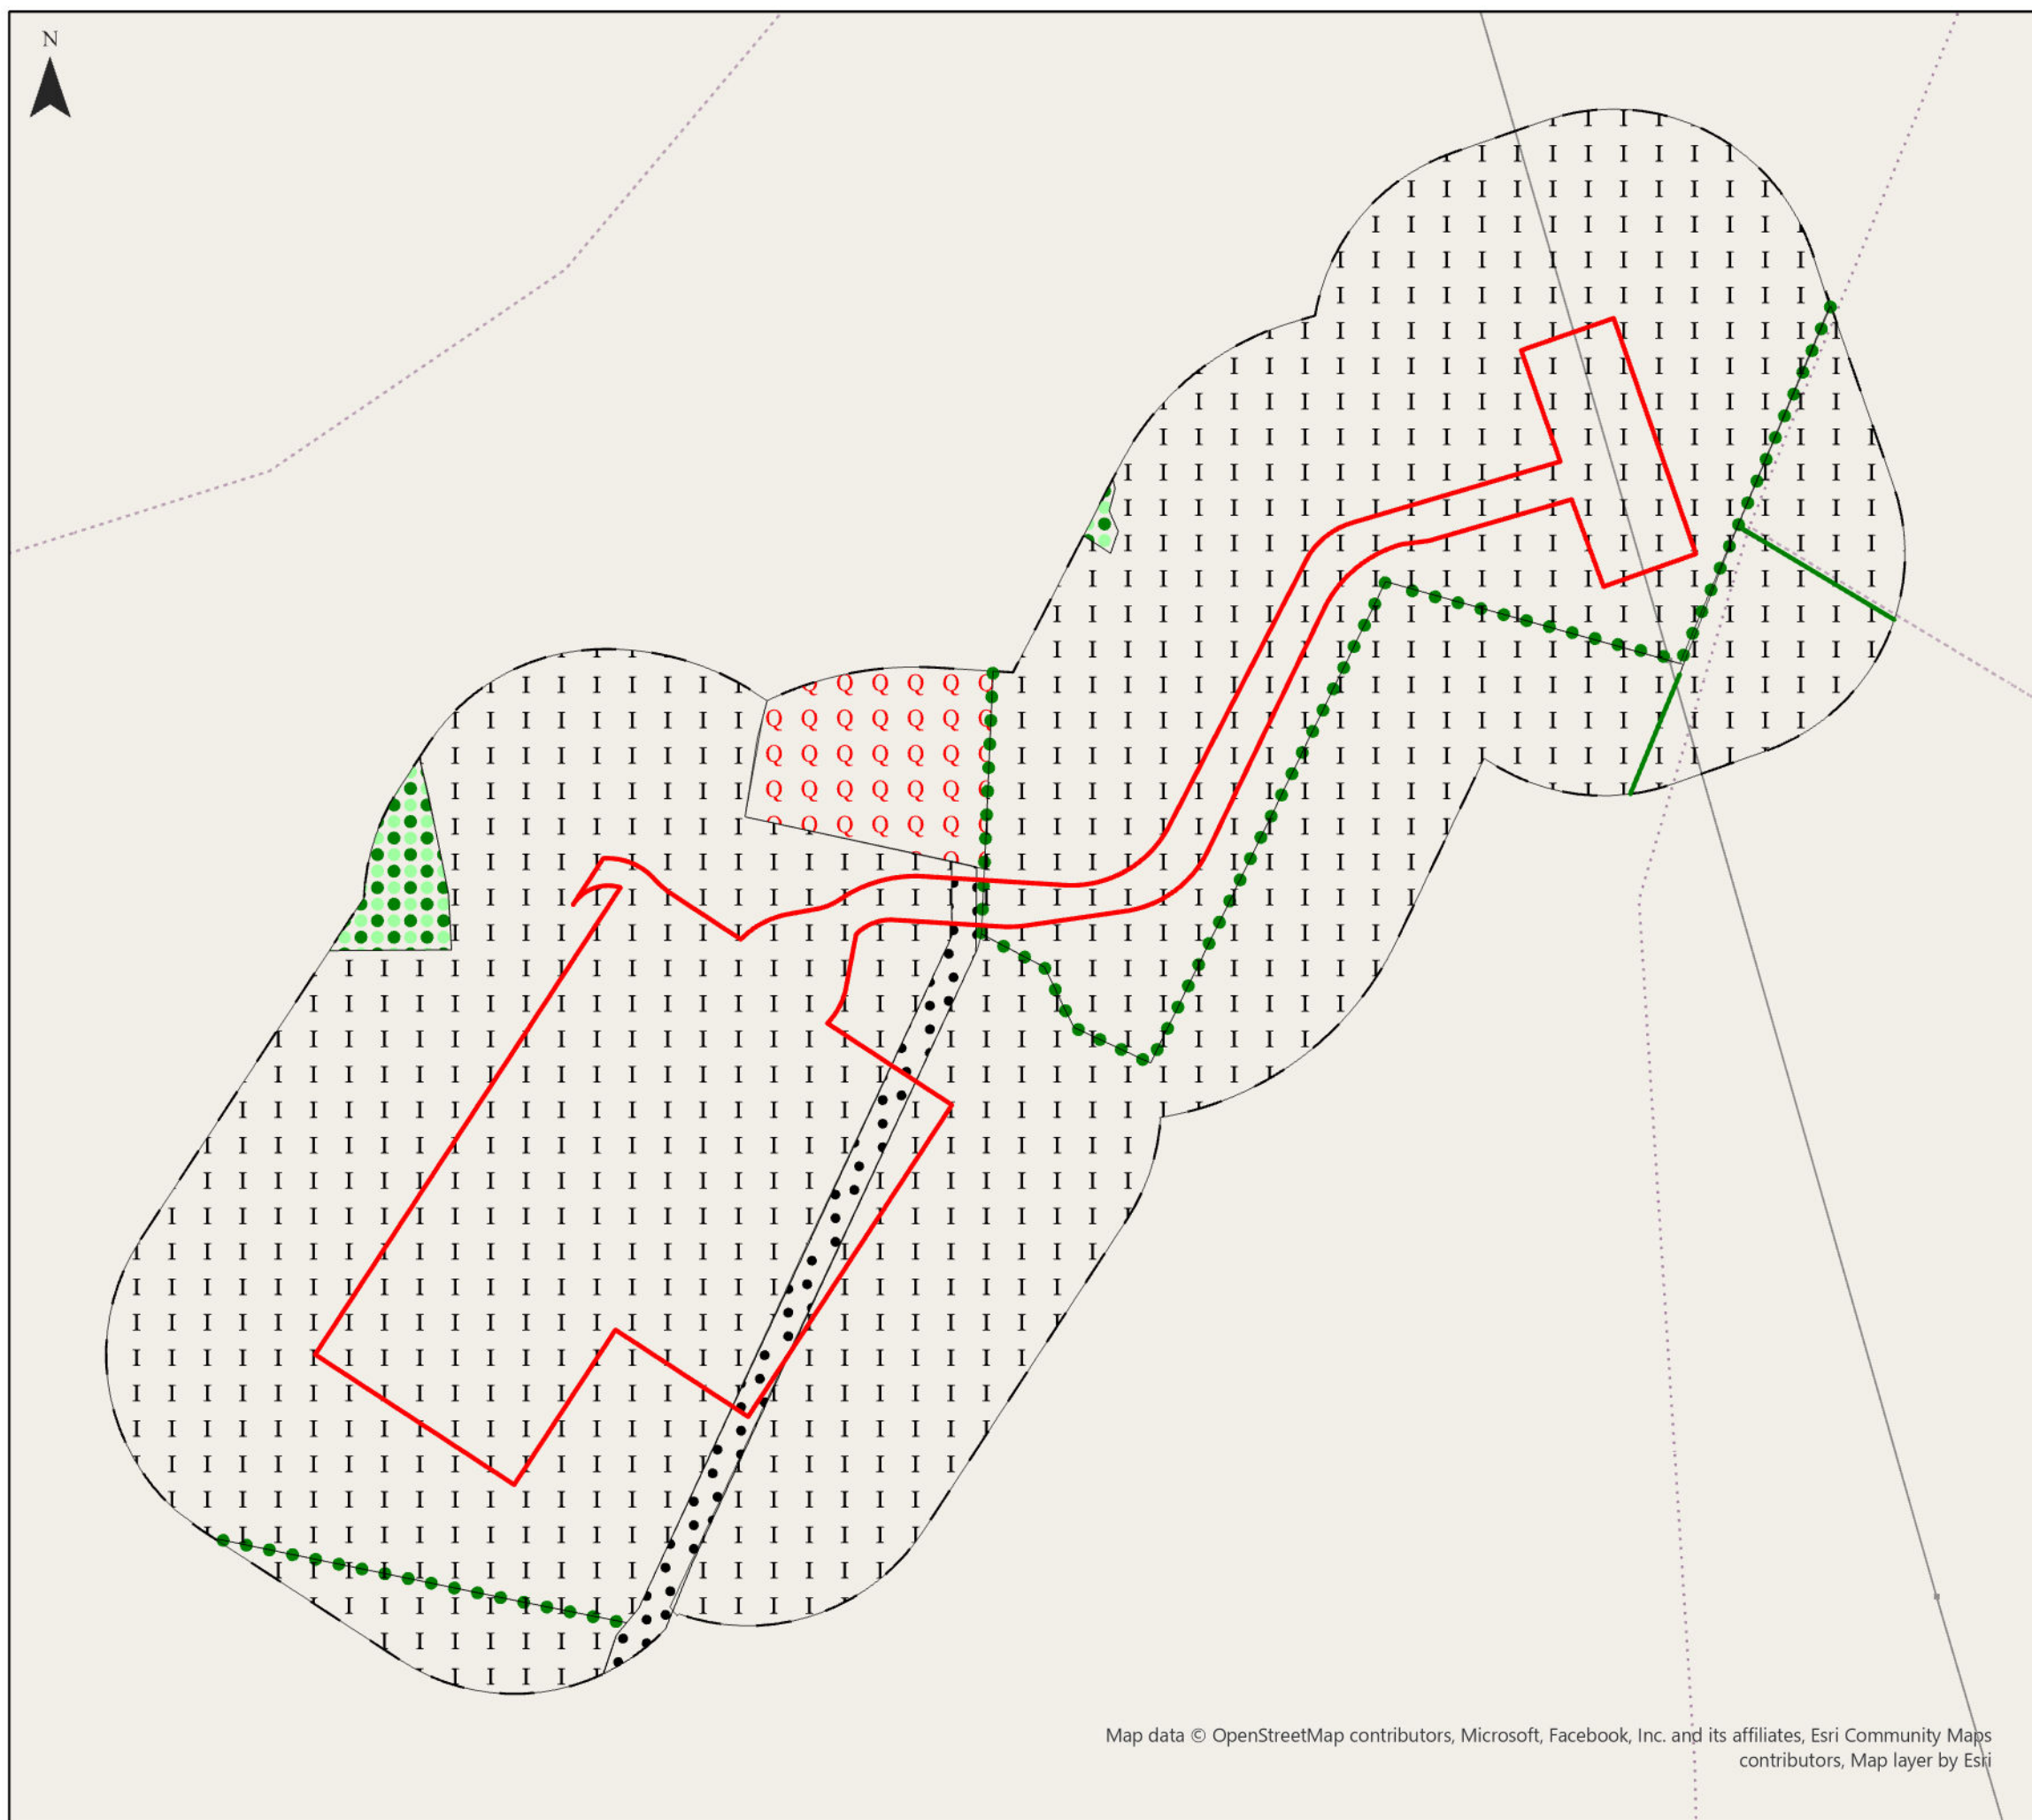 N
Map data © OpenStreetMap contributors, Microsoft, Facebook, Inc. and its affiliates, Esri Community Maps
contributors, Map layer by Esri